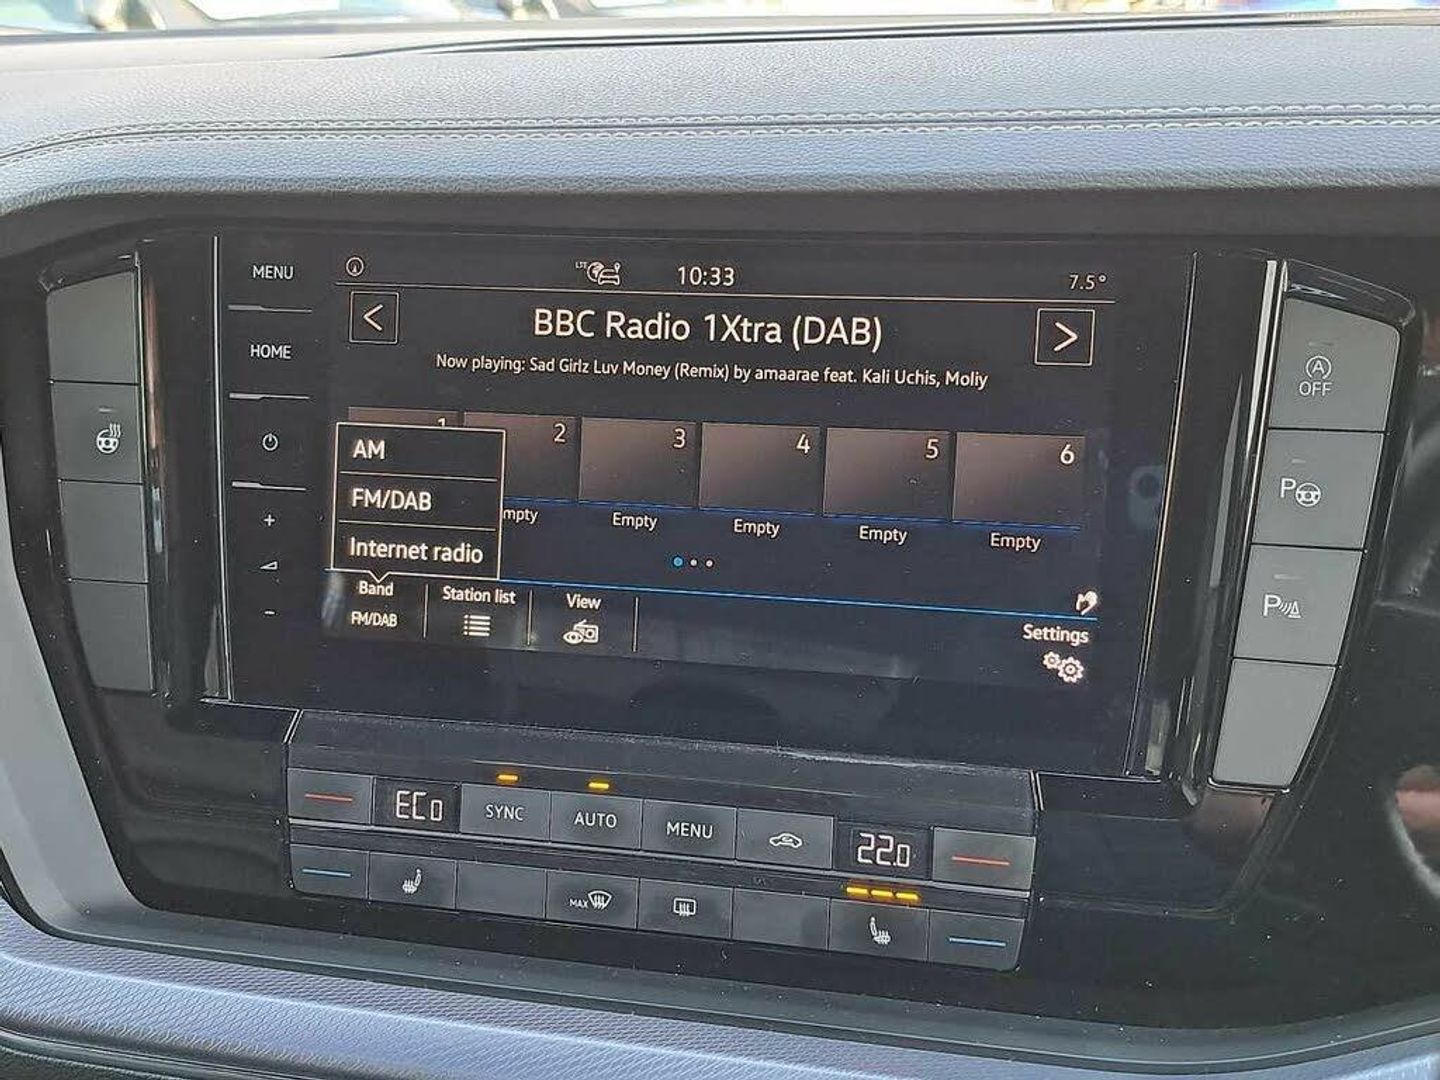 MENU
LTE
10:33
7.5°
BBC Radio 1Xtra (DAB)
Now playing: Sad Girlz Luv Money (Remix) by amaarae feat. Kali Uchis, Moliy
HOME
1
2
3
4
5
6
AM
FM/DAB
Internet radio
mpty
Empty
Empty
Empty
Empty
Band
FM/DAB
Station list
View
Settings
+
-
OFF
P
P
ECO
SYNC
AUTO
MENU
22.0
MAX